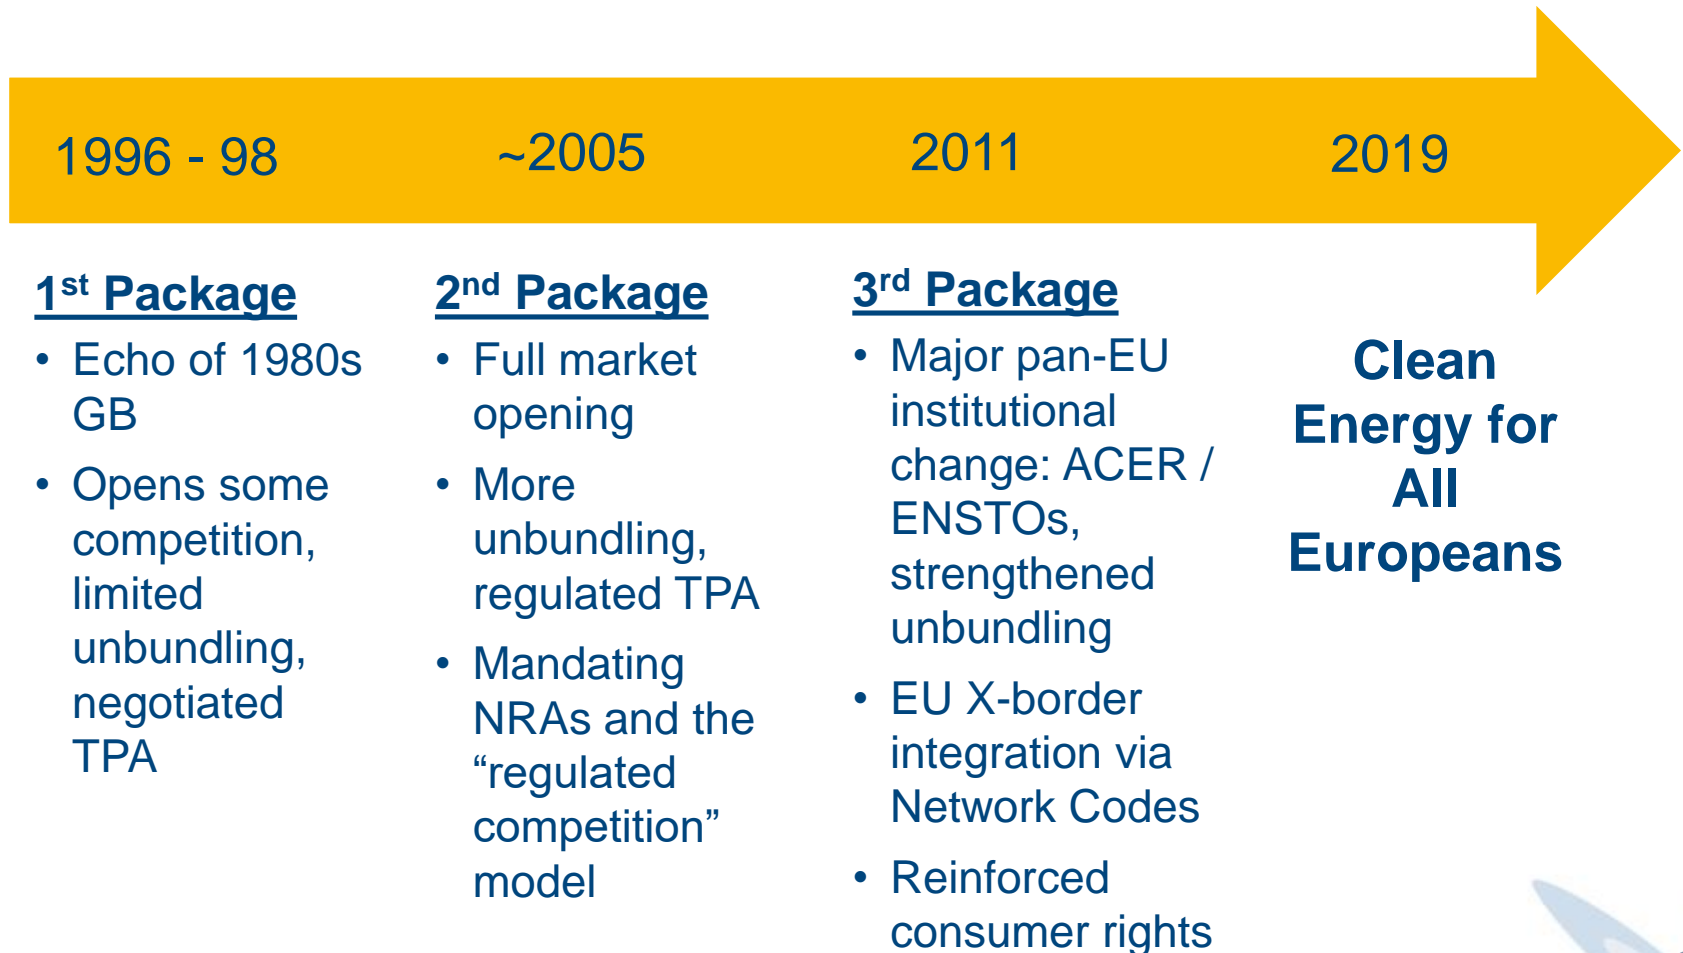 1996 - 98
~2005
2011
2019
1st Package
• Echo of 1980s
GB
• Opens some
competition,
limited
unbundling,
negotiated
TPA
2nd Package
• Full market
opening
• More
unbundling,
regulated TPA
• Mandating
NRAs and the
“regulated
competition”
model
3rd Package
• Major pan-EU
institutional
change: ACER /
ENSTOs,
strengthened
unbundling
• EU X-border
integration via
Network Codes
• Reinforced
consumer rights
Clean
Energy for
All
Europeans